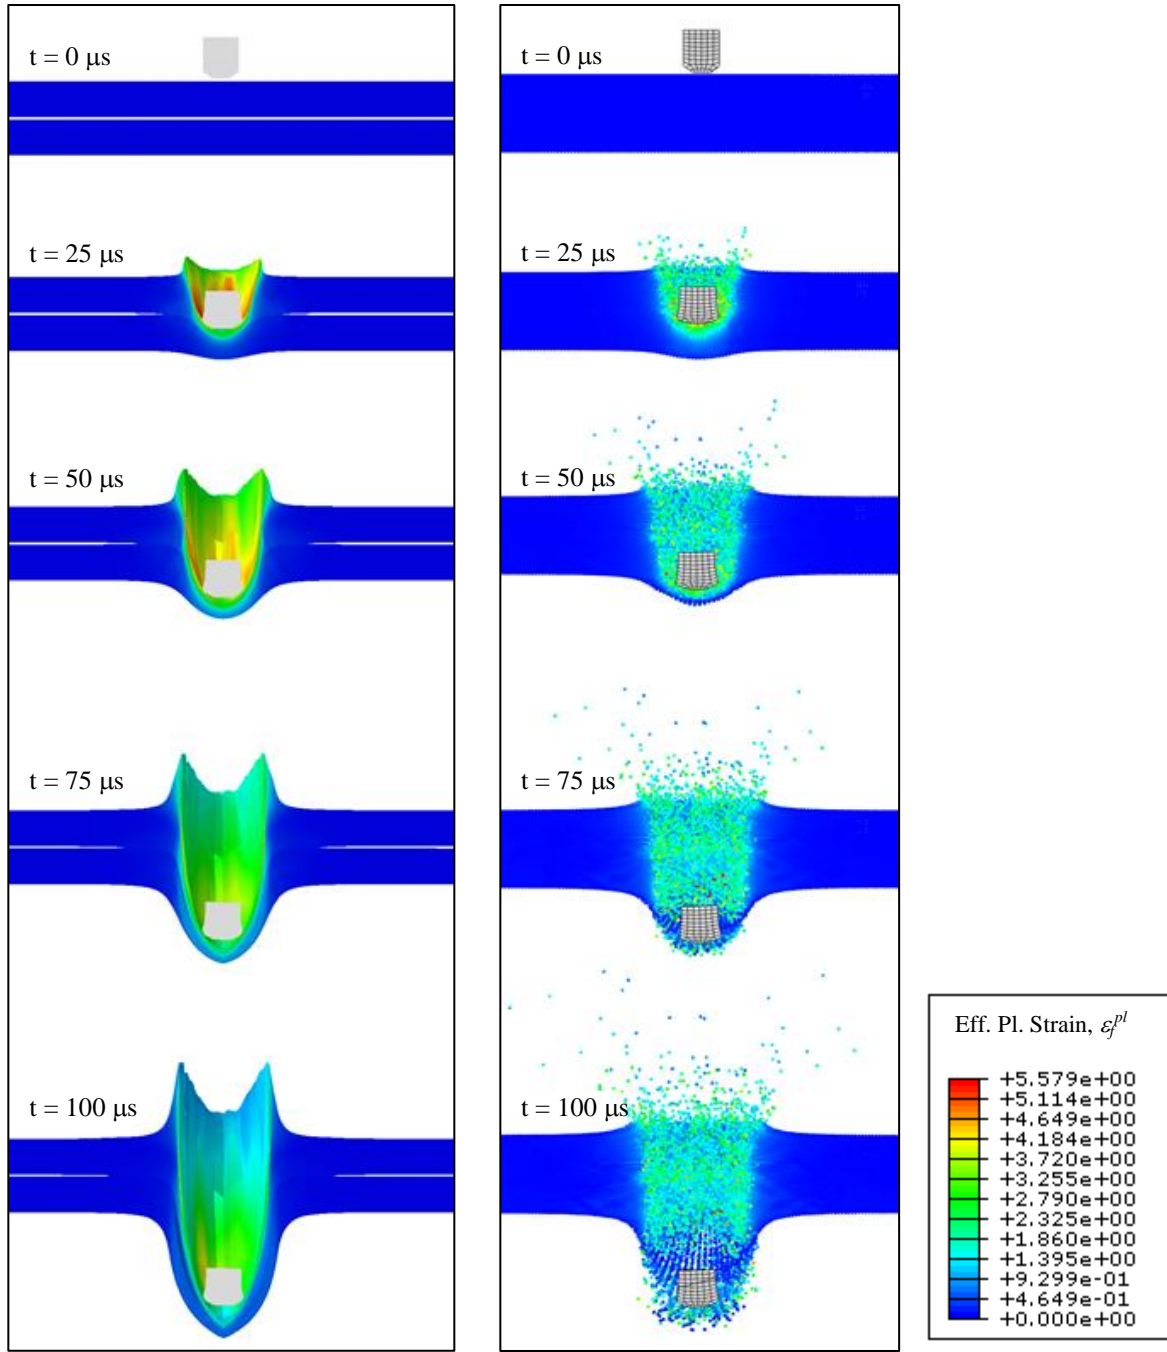 t = 0 μs
t = 25 μs
t = 50 μs
t = 75 μs
t = 100 μs
t = 0 μs
t = 25 μs
t = 50 μs
t = 75 μs
t = 100 μs
Eff. Pl. Strain, εfpl
+5.579e+00
+5.114e+00
+4.649e+00
+4.184e+00
+3.720e+00
+3.255e+00
+2.790e+00
+2.325e+00
+1.860e+00
+1.395e+00
+9.299e-01
+4.649e-01
+0.000e+00